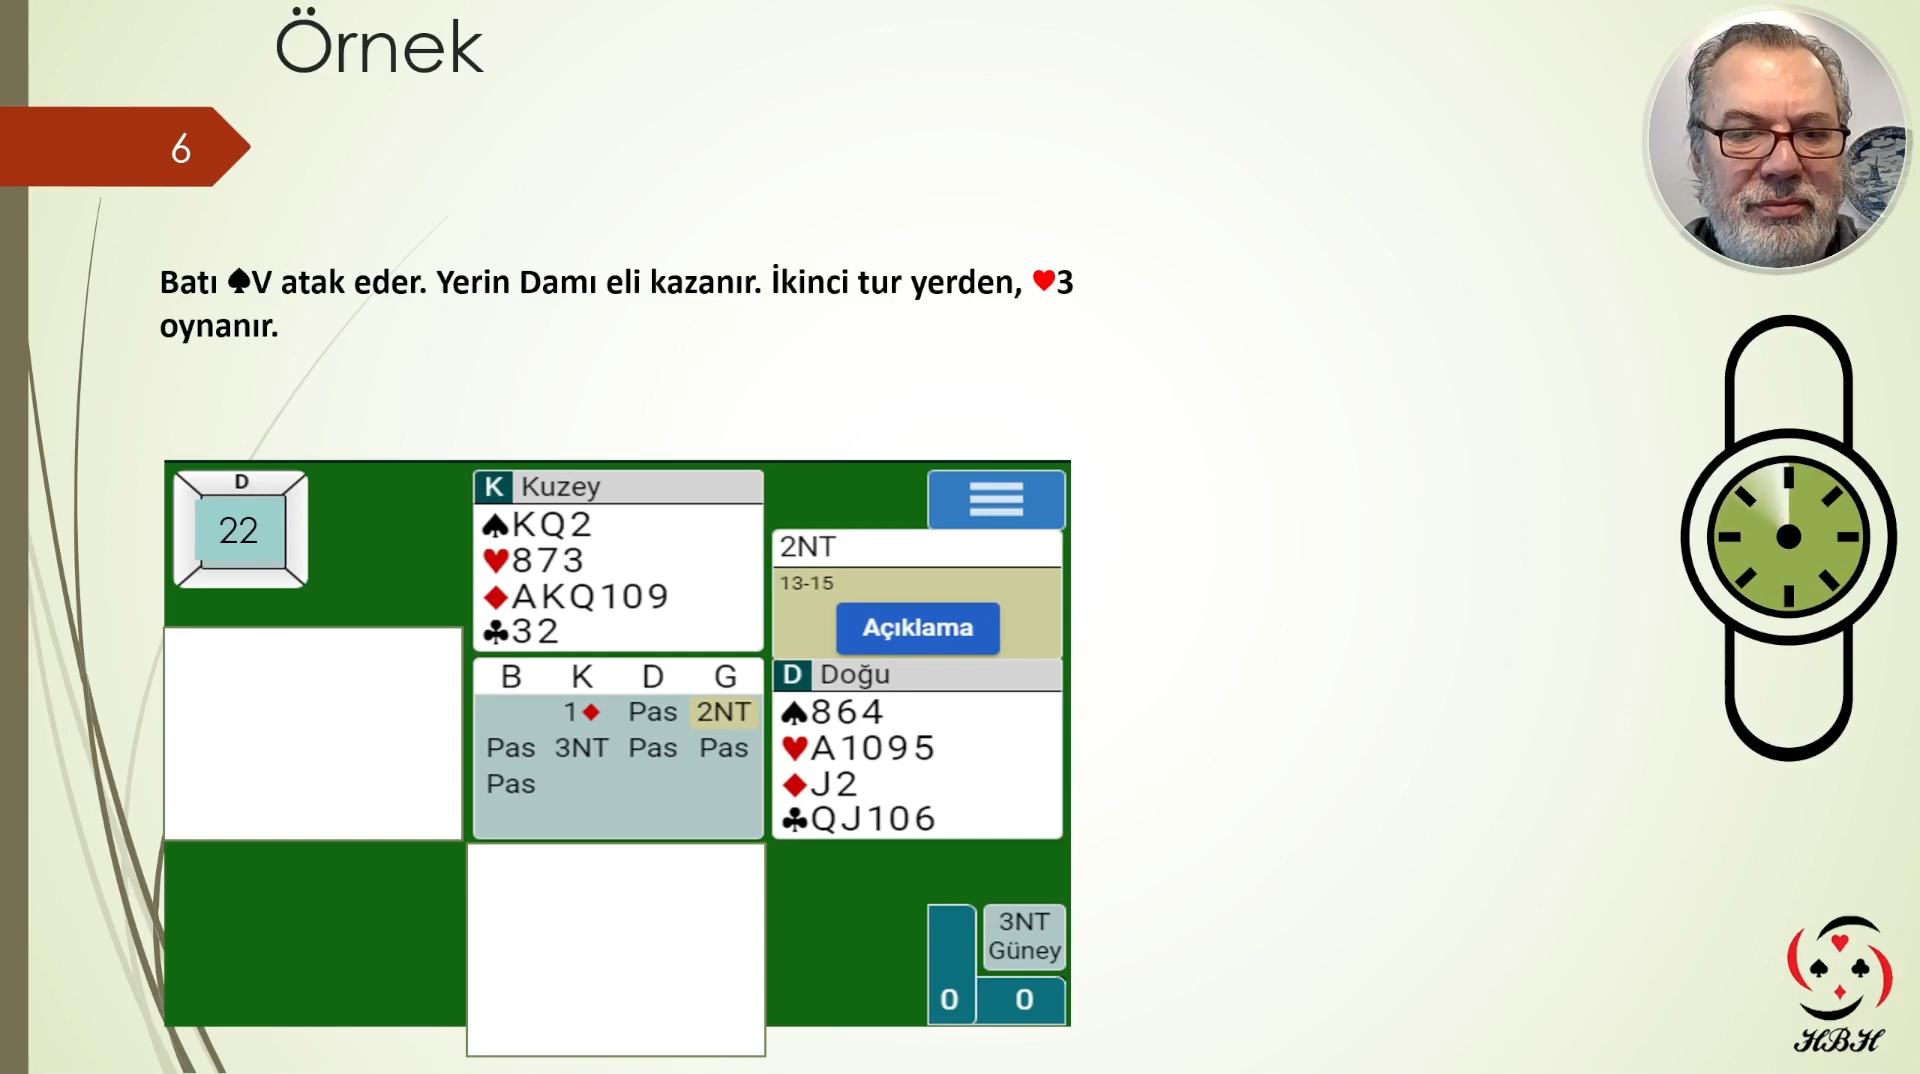 Örnek
6
Batı ♠V atak eder. Yerin Damı eli kazanır. İkinci tur yerden, ♥3
oynanır.
D
22
K Kuzey
♠KQ2
♥873
♦AKQ109
♣32
2NT
13-15
Açıklama
B K D G
1♦ Pas 2NT
Pas 3NT Pas Pas
Pas
D Doğu
♠864
♥A1095
♦J2
♣QJ106
3NT
Güney
0 0
HBH